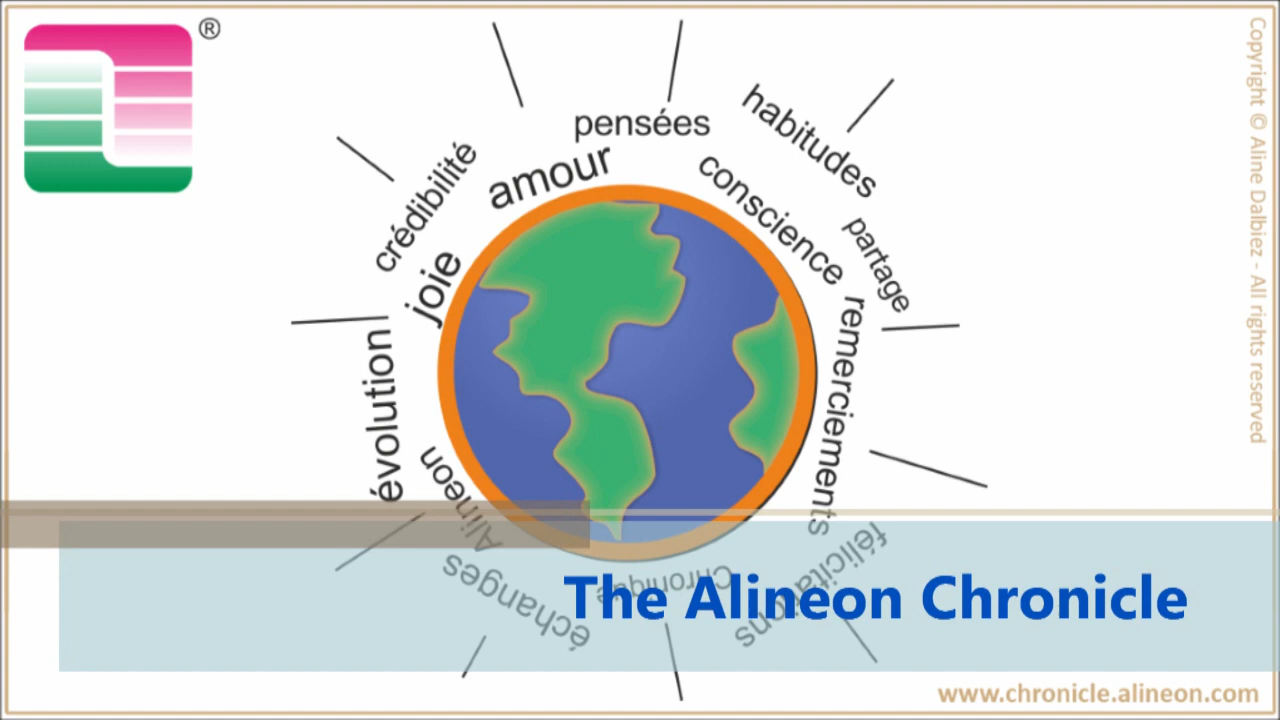 ®
pensées
habitudes
amour
conscience
crédibilité
partage
joie
remerciements
évolution
Alineon
félicitations
échanges
Chronique
The Alineon Chronicle
www.chronicle.alineon.com
Copyright © Aline Dalbiez - All rights reserved